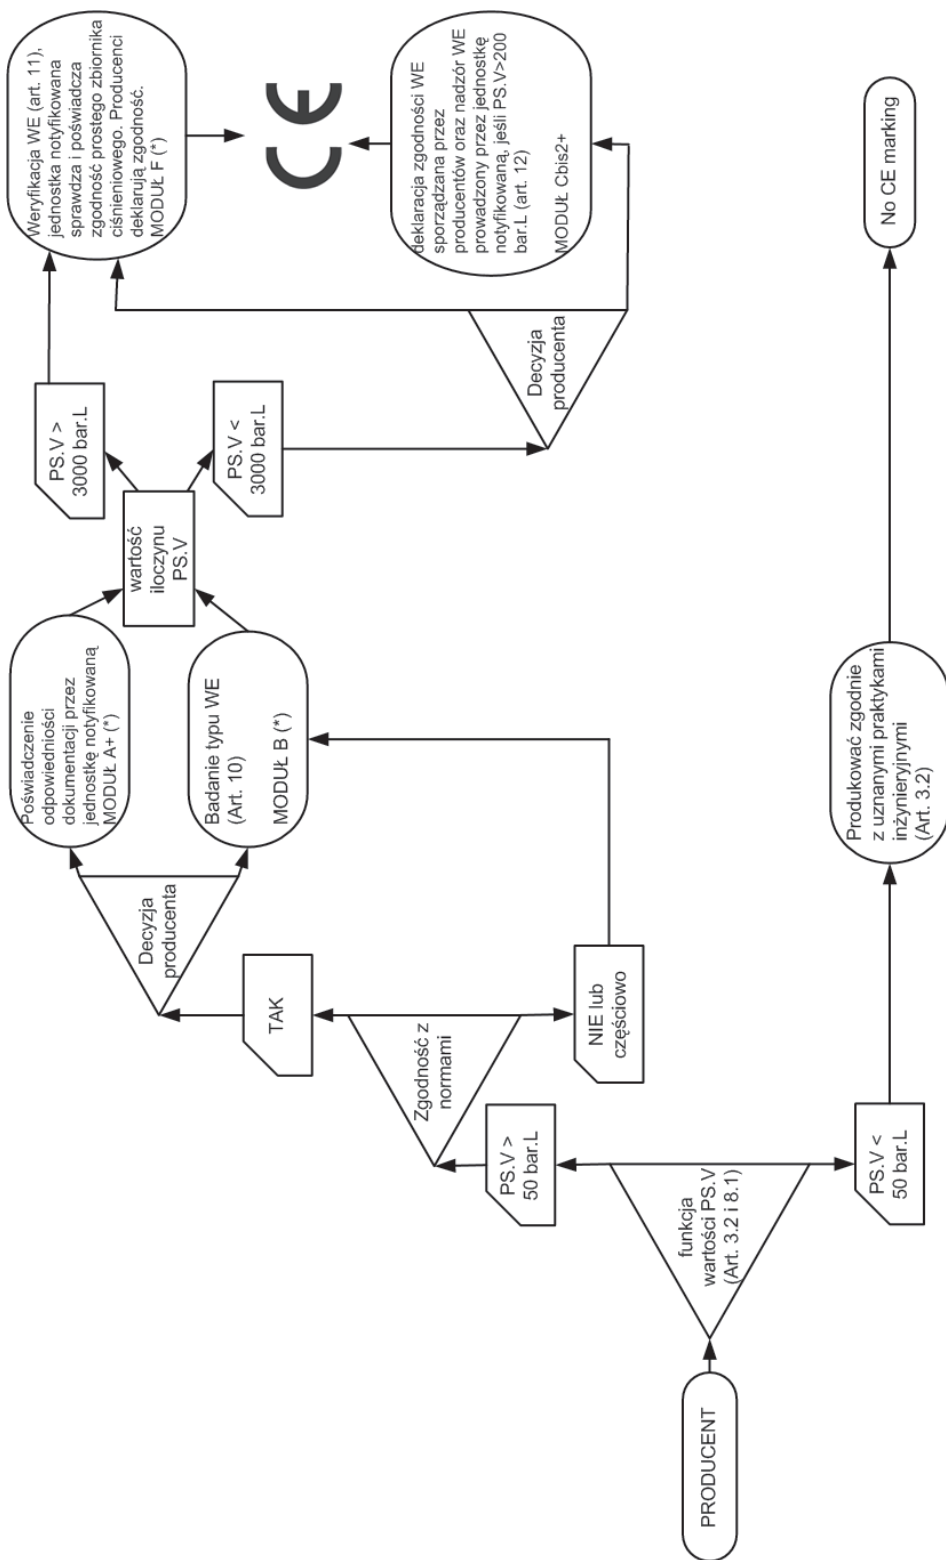 PRODUCENT
funkcja
wartości PS.V
(Art. 3.2 i 8.1)
PS.V >
50 bar.L
PS.V <
50 bar.L
Zgodność z
normami
TAK
NIE lub
częściowo
Decyzja
producenta
Poświadczenie
odpowiedniości
dokumentacji przez
jednostkę notyfikowaną
MODUŁ A+ (*)
Badanie typu WE
(Art. 10)
MODUŁ B (*)
wartość
iloczynu
PS.V
PS.V >
3000 bar.L
PS.V <
3000 bar.L
Decyzja
producenta
Weryfikacja WE (art. 11),
jednostka notyfikowana
sprawdza i poświadcza
zgodność prostego zbiornika
ciśnieniowego. Producenci
deklarują zgodność.
MODUŁ F (*)
CE
deklaracja zgodności WE
sporządzana przez
producentów oraz nadzór WE
prowadzony przez jednostkę
notyfikowaną, jeśli PS.V>200
bar.L (art. 12)
MODUŁ Cbis2+
Produkować zgodnie
z uznanymi praktykami
inżynieryjnymi
(Art. 3.2)
No CE marking